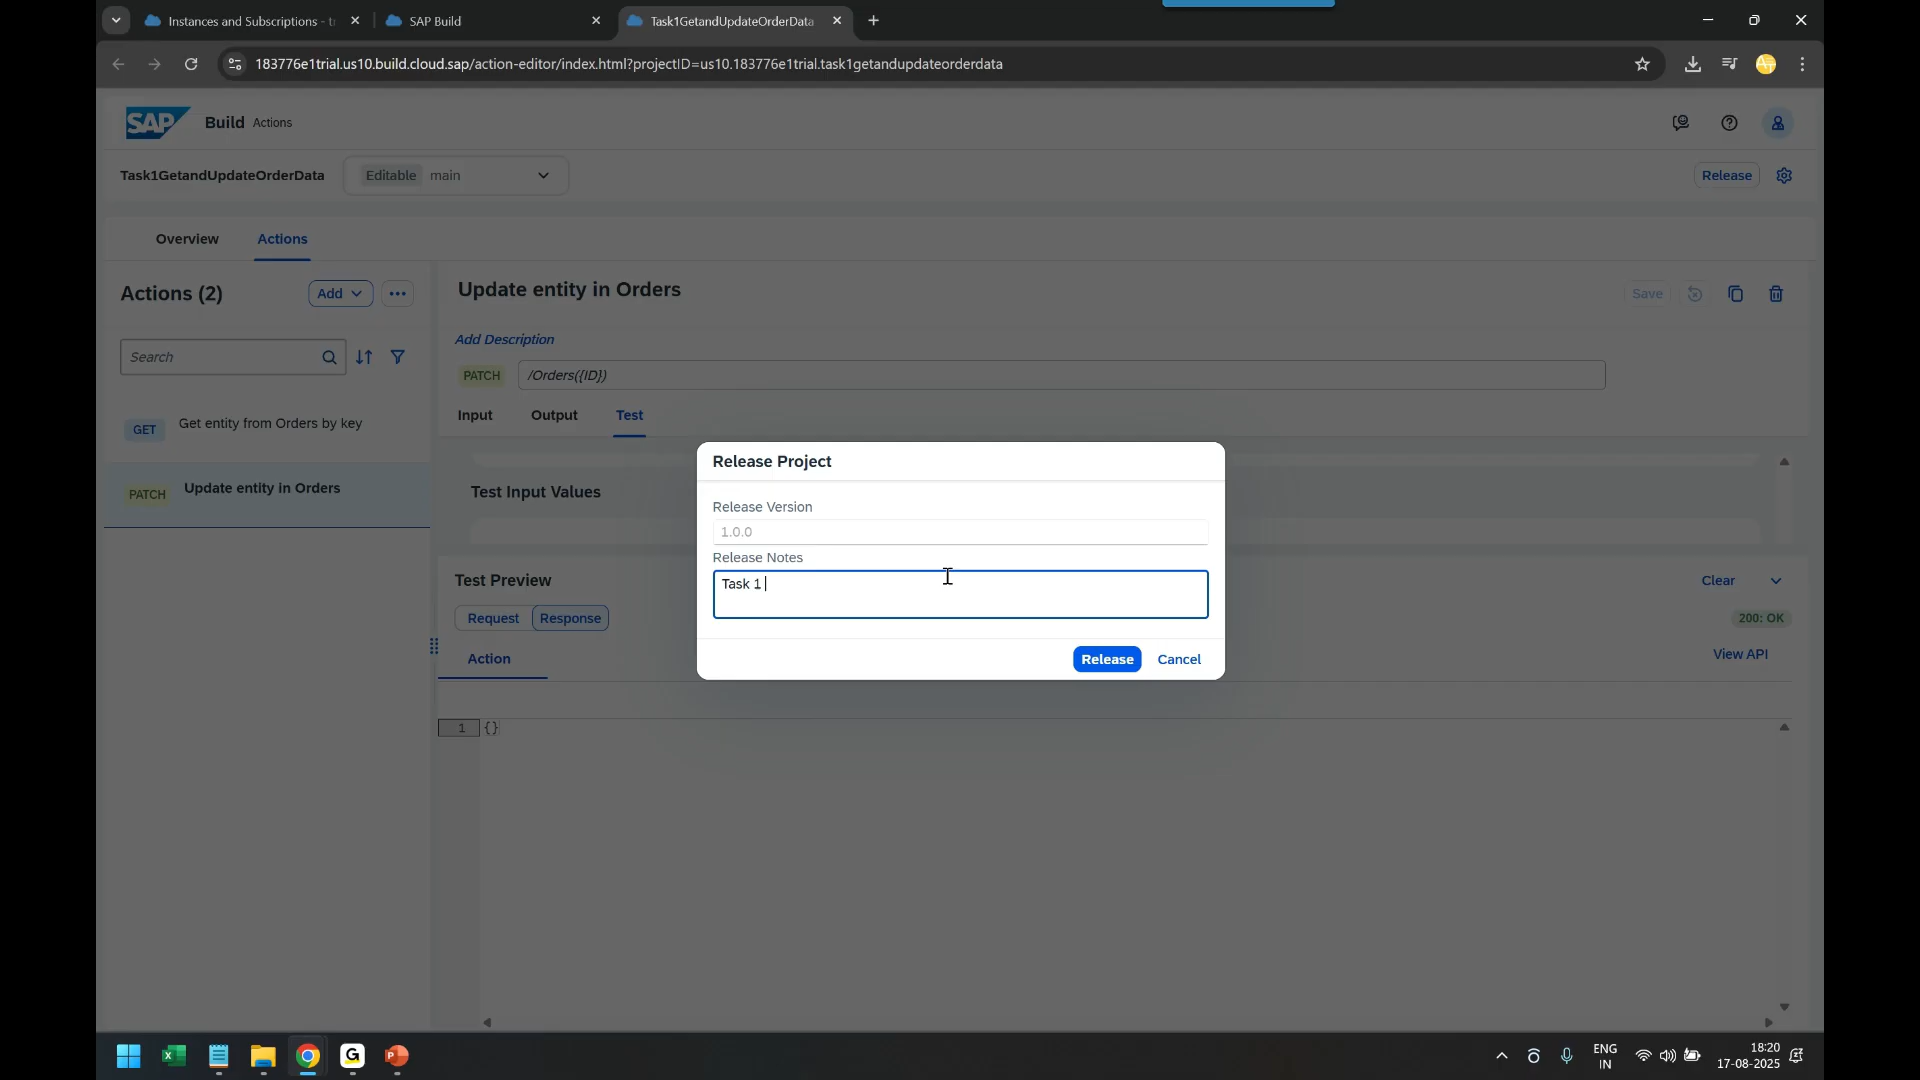 Instances and Subscriptions - t
SAP Build
Task1GetandUpdateOrderData
183776e1trial.us10.build.cloud.sap/action-editor/index.html?projectID=us10.183776e1trial.task1getandupdateorderdata
SAP Build Actions
Task1GetandUpdateOrderData
Editable main
Release
Overview
Actions
Actions (2)
Add
Update entity in Orders
Save
Add Description
Search
PATCH /Orders({ID})
Input
Output
Test
GET Get entity from Orders by key
PATCH Update entity in Orders
Test Input Values
Release Project
Release Version
1.0.0
Release Notes
Task 1
Release
Cancel
Test Preview
Clear
Request
Response
200: OK
Action
View API
1 {}
ENG
IN
18:20
17-08-2025